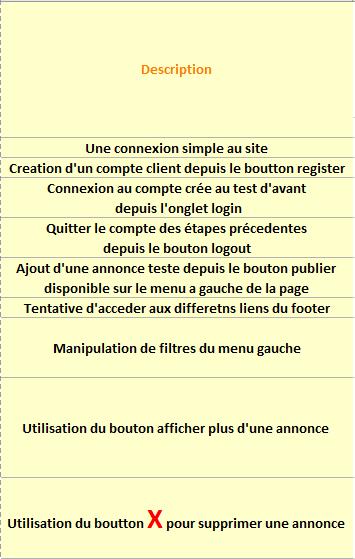 Description
Une connexion simple au site
Creation d'un compte client depuis le boutton register
Connexion au compte crée au test d'avant
depuis l'onglet login
Quitter le compte des étapes précedentes
depuis le bouton logout
Ajout d'une annonce teste depuis le bouton publier
disponible sur le menu a gauche de la page
Tentative d'acceder aux differetns liens du footer
Manipulation de filtres du menu gauche
Utilisation du bouton afficher plus d'une annonce
Utilisation du boutton X pour supprimer une annonce